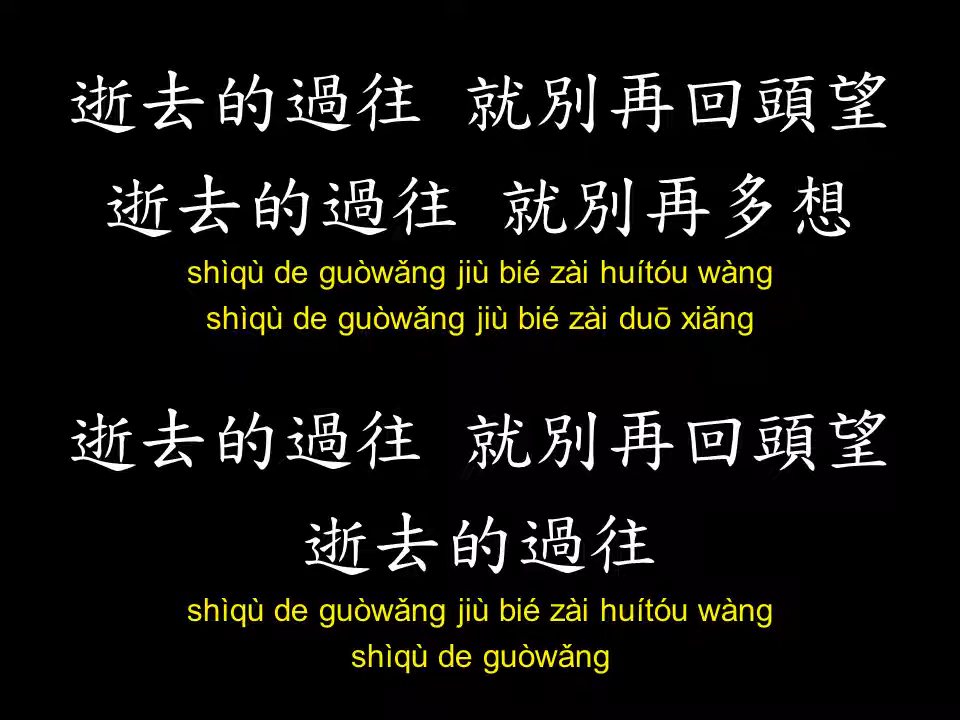 逝去的過往 就別再回頭望
逝去的過往 就別再多想
shìqù de guòwǎng jiù bié zài huítóu wàng
shìqù de guòwǎng jiù bié zài duō xiǎng
逝去的過往 就別再回頭望
逝去的過往
shìqù de guòwǎng jiù bié zài huítóu wàng
shìqù de guòwǎng